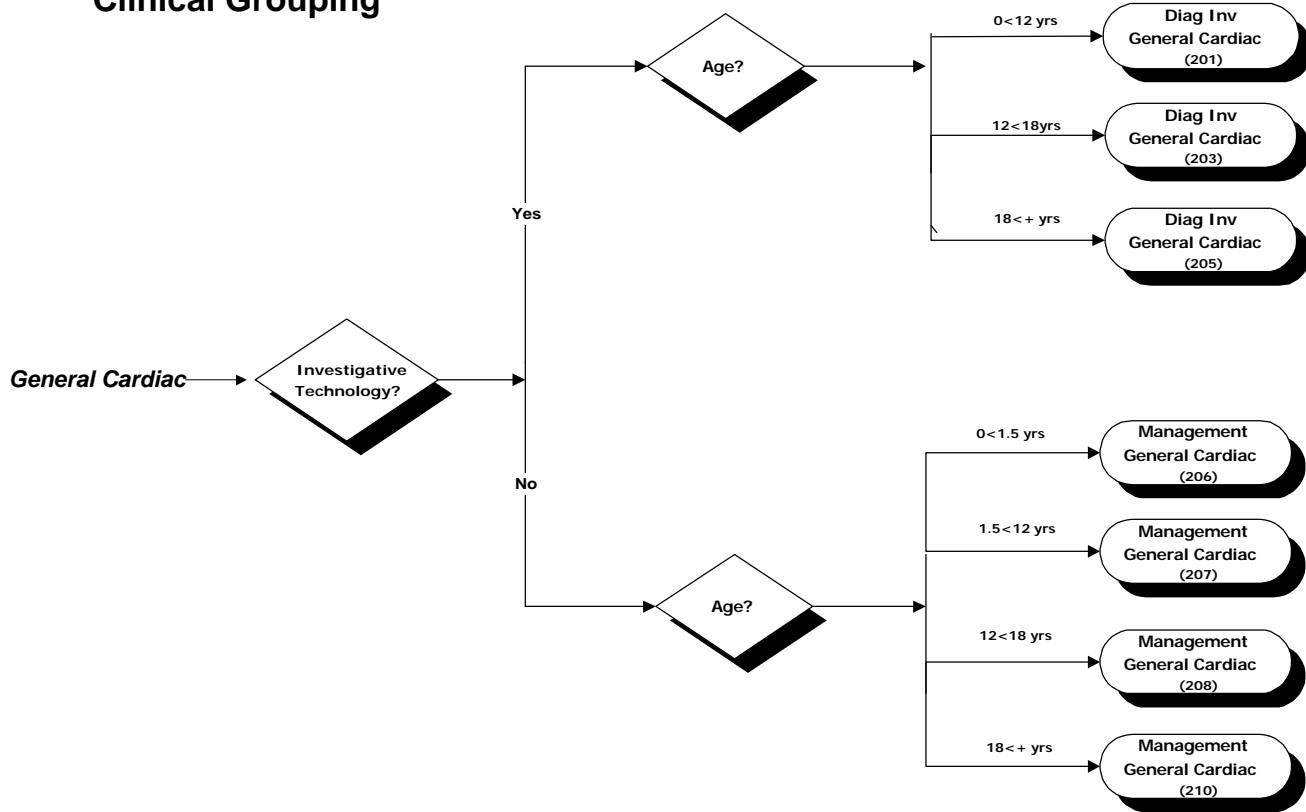 Clinical Grouping
Age?
0<12 yrs
Diag Inv
General Cardiac
(201)
12<18yrs
Diag Inv
General Cardiac
(203)
18<+ yrs
Diag Inv
General Cardiac
(205)
Yes
General Cardiac
Investigative
Technology?
No
Age?
0<1.5 yrs
Management
General Cardiac
(206)
1.5<12 yrs
Management
General Cardiac
(207)
12<18 yrs
Management
General Cardiac
(208)
18<+ yrs
Management
General Cardiac
(210)